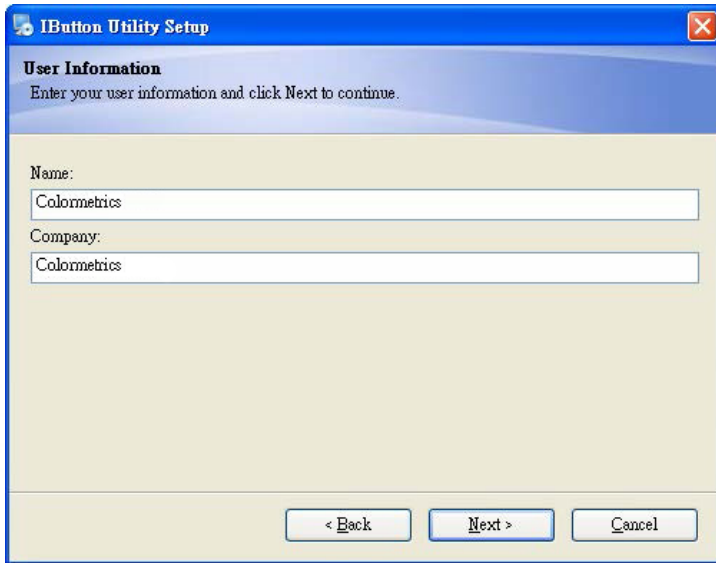 IButton Utility Setup
User Information
Enter your user information and click Next to continue.
Name:
Colormetrics
Company:
Colormetrics
< Back Next > Cancel